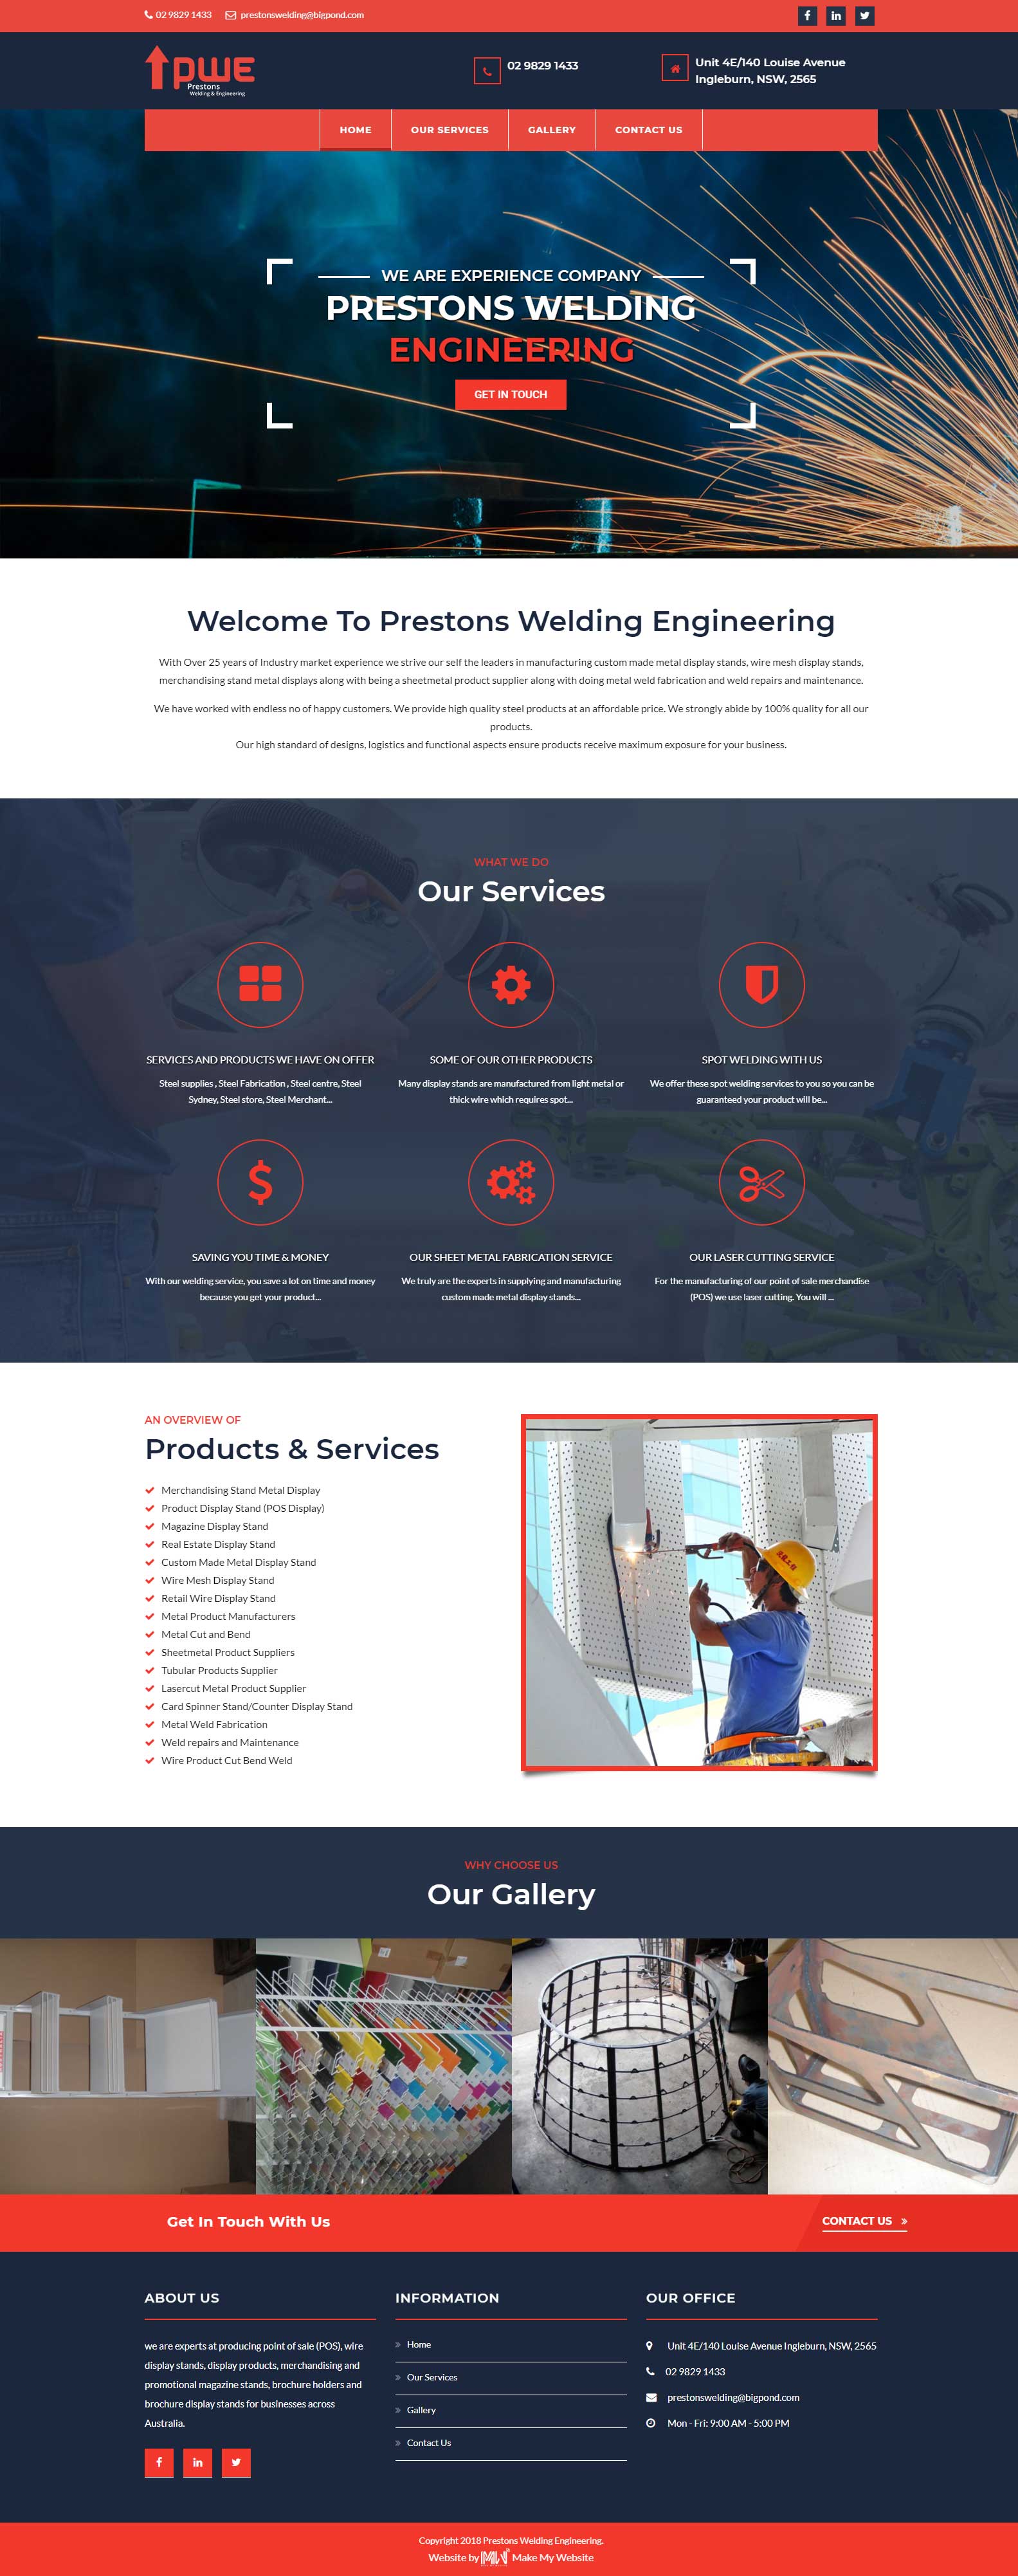 02 9829 1433 prestonswelding@bigpond.com
PWE
Prestons
Welding & Engineering
02 9829 1433
Unit 4E/140 Louise Avenue
Ingleburn, NSW, 2565
HOME OUR SERVICES GALLERY CONTACT US
WE ARE EXPERIENCE COMPANY
PRESTONS WELDING
ENGINEERING
GET IN TOUCH
Welcome To Prestons Welding Engineering
With Over 25 years of Industry market experience we strive our self the leaders in manufacturing custom made metal display stands, wire mesh display stands,
merchandising stand metal displays along with being a sheetmetal product supplier along with doing metal weld fabrication and weld repairs and maintenance.
We have worked with endless no of happy customers. We provide high quality steel products at an affordable price. We strongly abide by 100% quality for all our
products.
Our high standard of designs, logistics and functional aspects ensure products receive maximum exposure for your business.
WHAT WE DO
Our Services
SERVICES AND PRODUCTS WE HAVE ON OFFER
Steel supplies , Steel Fabrication , Steel centre, Steel
Sydney, Steel store, Steel Merchant...
SOME OF OUR OTHER PRODUCTS
Many display stands are manufactured from light metal or
thick wire which requires spot...
SPOT WELDING WITH US
We offer these spot welding services to you so you can be
guaranteed your product will be...
SAVING YOU TIME & MONEY
With our welding service, you save a lot on time and money
because you get your product...
OUR SHEET METAL FABRICATION SERVICE
We truly are the experts in supplying and manufacturing
custom made metal display stands...
OUR LASER CUTTING SERVICE
For the manufacturing of our point of sale merchandise
(POS) we use laser cutting. You will ...
AN OVERVIEW OF
Products & Services
Merchandising Stand Metal Display
Product Display Stand (POS Display)
Magazine Display Stand
Real Estate Display Stand
Custom Made Metal Display Stand
Wire Mesh Display Stand
Retail Wire Display Stand
Metal Product Manufacturers
Metal Cut and Bend
Sheetmetal Product Suppliers
Tubular Products Supplier
Lasercut Metal Product Supplier
Card Spinner Stand/Counter Display Stand
Metal Weld Fabrication
Weld repairs and Maintenance
Wire Product Cut Bend Weld
WHY CHOOSE US
Our Gallery
Get In Touch With Us
CONTACT US
ABOUT US
we are experts at producing point of sale (POS), wire
display stands, display products, merchandising and
promotional magazine stands, brochure holders and
brochure display stands for businesses across
Australia.
INFORMATION
Home
Our Services
Gallery
Contact Us
OUR OFFICE
Unit 4E/140 Louise Avenue Ingleburn, NSW, 2565
02 9829 1433
prestonswelding@bigpond.com
Mon - Fri: 9:00 AM - 5:00 PM
Copyright 2018 Prestons Welding Engineering.
Website by MMW Make My Website